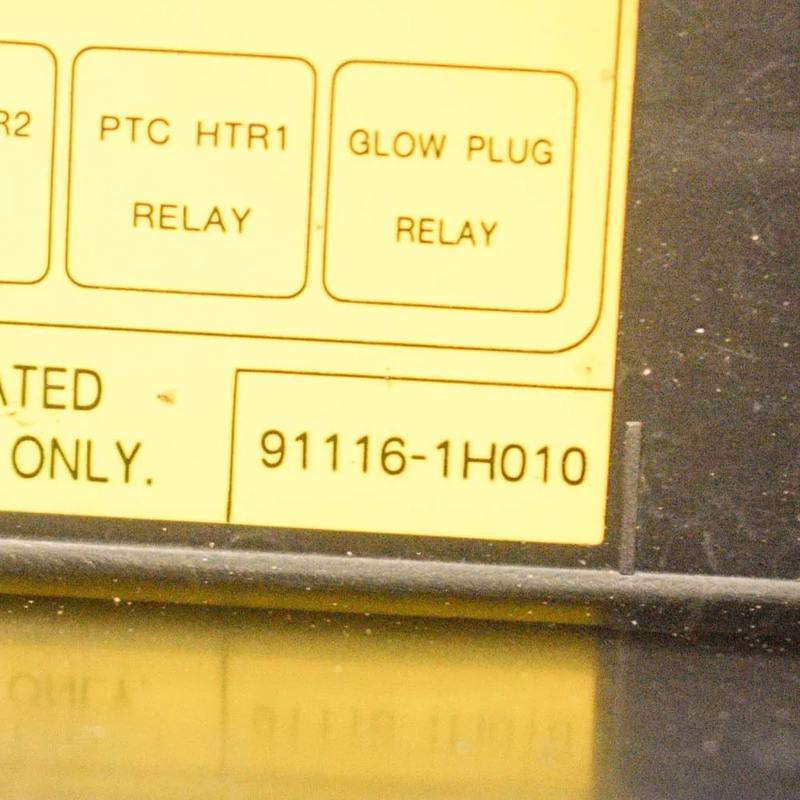 R2
PTC HTR1
RELAY
GLOW PLUG
RELAY
ATED
ONLY.
91116-1H010